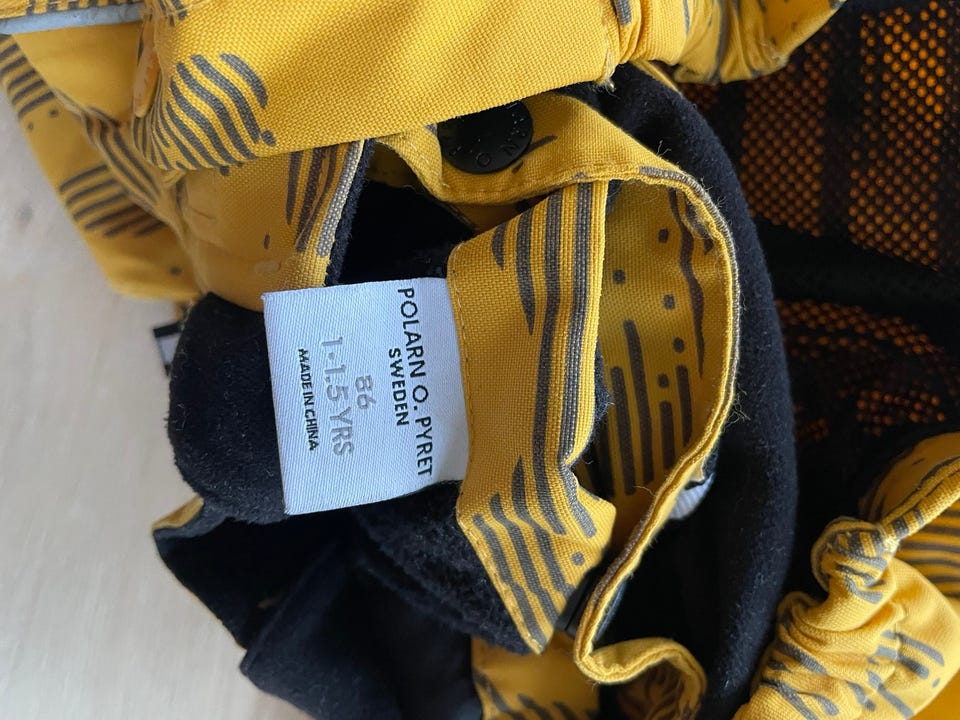 POLARN O. PYRET
SWEDEN
86
1-1.5 YRS
MADE IN CHINA